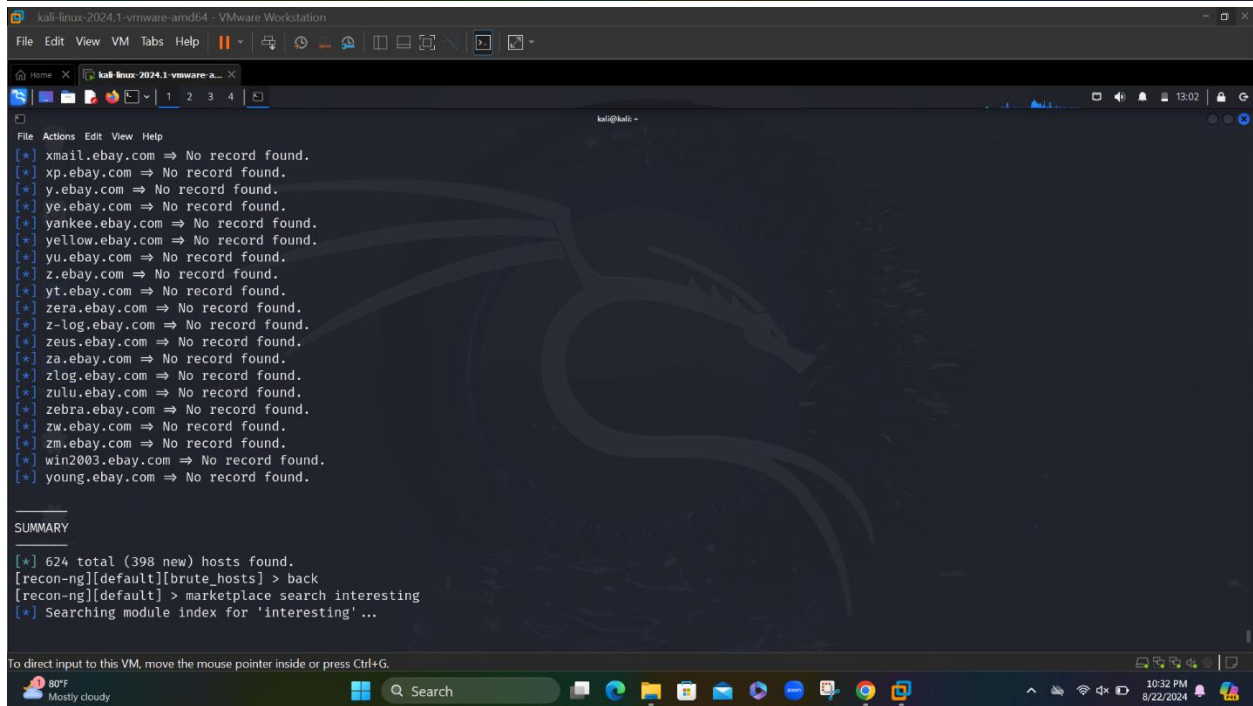 kali-linux-2024.1-vmware-amd64 - VMware Workstation
File Edit View VM Tabs Help
Home kali-linux-2024.1-vmware-a...
1 2 3 4 13:02
kali@kali: ~
File Actions Edit View Help
[*] xmail.ebay.com ⇒ No record found.
[*] xp.ebay.com ⇒ No record found.
[*] y.ebay.com ⇒ No record found.
[*] ye.ebay.com ⇒ No record found.
[*] yankee.ebay.com ⇒ No record found.
[*] yellow.ebay.com ⇒ No record found.
[*] yu.ebay.com ⇒ No record found.
[*] z.ebay.com ⇒ No record found.
[*] yt.ebay.com ⇒ No record found.
[*] zera.ebay.com ⇒ No record found.
[*] z-log.ebay.com ⇒ No record found.
[*] zeus.ebay.com ⇒ No record found.
[*] za.ebay.com ⇒ No record found.
[*] zlog.ebay.com ⇒ No record found.
[*] zulu.ebay.com ⇒ No record found.
[*] zebra.ebay.com ⇒ No record found.
[*] zw.ebay.com ⇒ No record found.
[*] zm.ebay.com ⇒ No record found.
[*] win2003.ebay.com ⇒ No record found.
[*] young.ebay.com ⇒ No record found.
SUMMARY
[*] 624 total (398 new) hosts found.
[recon-ng][default][brute_hosts] > back
[recon-ng][default] > marketplace search interesting
[*] Searching module index for 'interesting'...
To direct input to this VM, move the mouse pointer inside or press Ctrl+G.
80°F
Mostly cloudy
Search
zoom
10:32 PM
8/22/2024